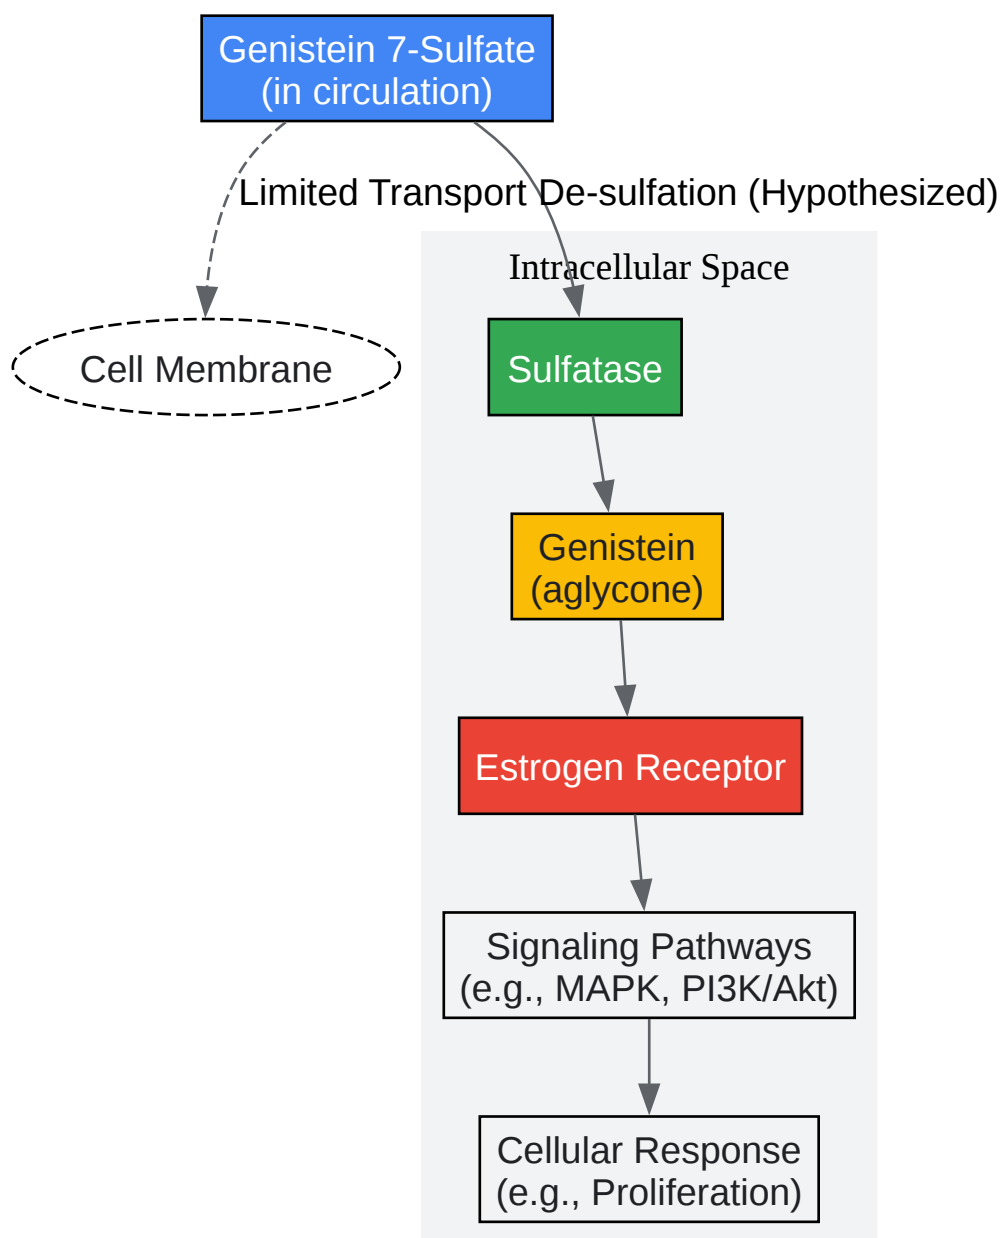 Genistein 7-Sulfate
(in circulation)
Limited Transport
De-sulfation (Hypothesized)
Intracellular Space
Cell Membrane
Sulfatase
Genistein
(aglycone)
Estrogen Receptor
Signaling Pathways
(e.g., MAPK, PI3K/Akt)
Cellular Response
(e.g., Proliferation)